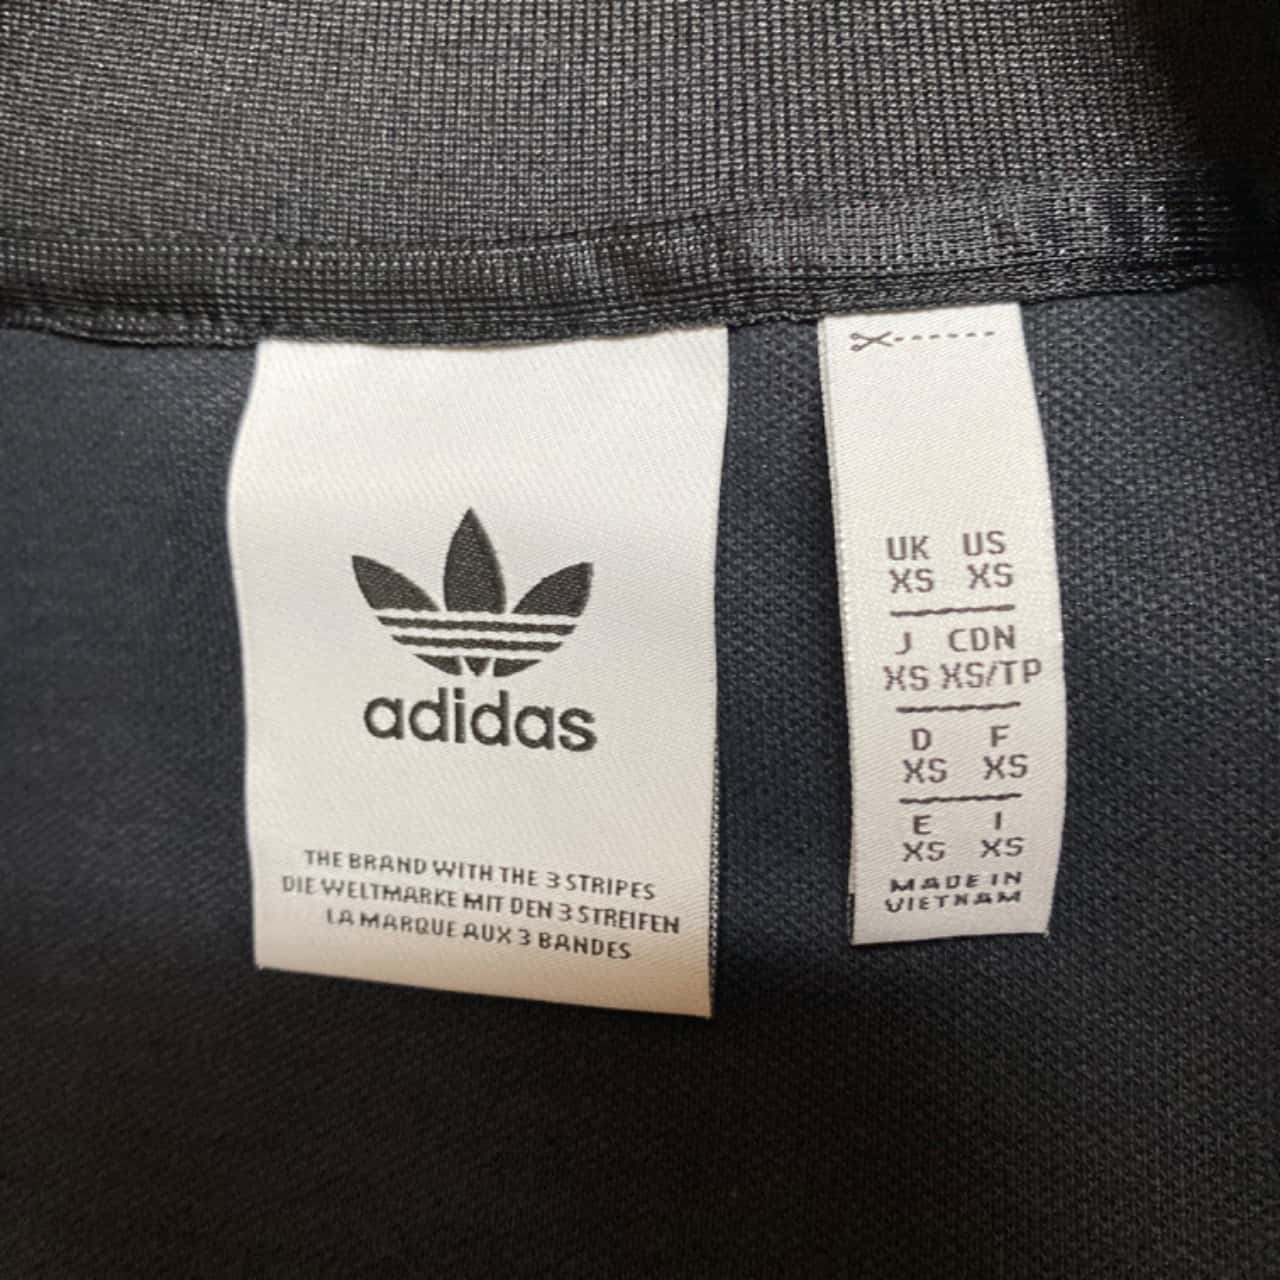 adidas
THE BRAND WITH THE 3 STRIPES
DIE WELTMARKE MIT DEN 3 STREIFEN
LA MARQUE AUX 3 BANDES
UK US
XS XS
J CDN
XS XS/TP
D F
XS XS
E I
XS XS
MADE IN
VIETNAM